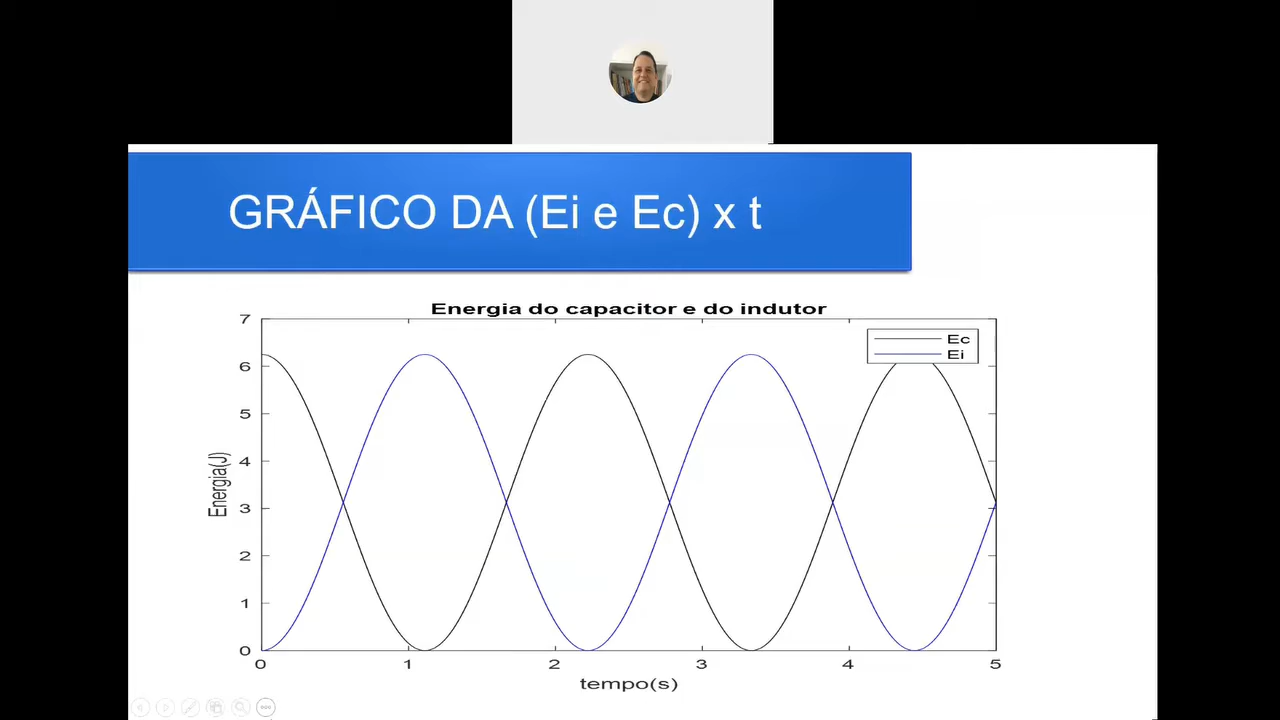 GRÁFICO DA (Ei e Ec) x t
Energia do capacitor e do indutor
Ec
Ei
7
6
5
4
3
2
1
0
Energia(J)
0 1 2 3 4 5
tempo(s)